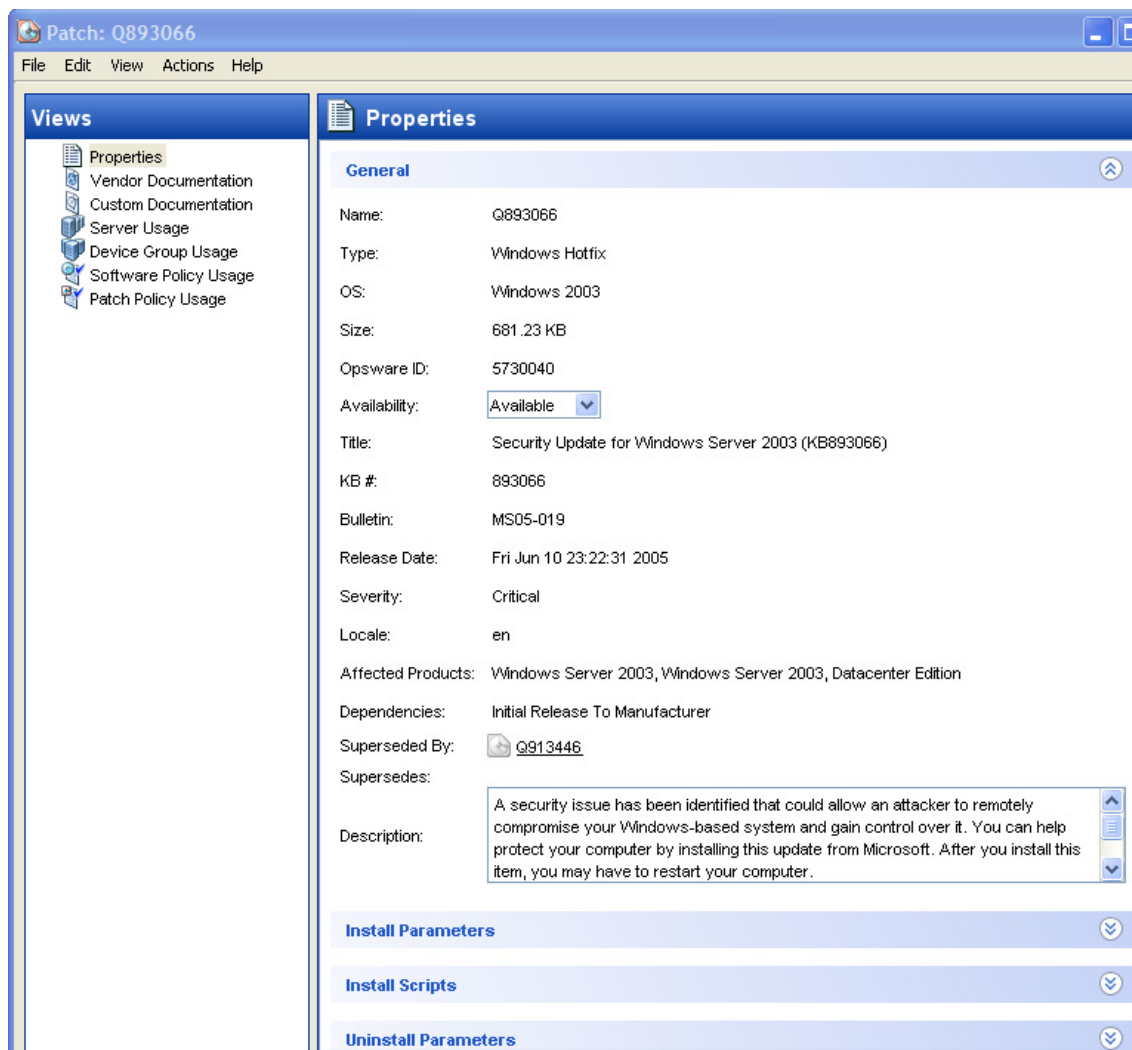 Patch: Q893066
File Edit View Actions Help
Views
Properties
Vendor Documentation
Custom Documentation
Server Usage
Device Group Usage
Software Policy Usage
Patch Policy Usage
Properties
General
Name: Q893066
Type: Windows Hotfix
OS: Windows 2003
Size: 681.23 KB
Opsware ID: 5730040
Availability: Available
Title: Security Update for Windows Server 2003 (KB893066)
KB #: 893066
Bulletin: MS05-019
Release Date: Fri Jun 10 23:22:31 2005
Severity: Critical
Locale: en
Affected Products: Windows Server 2003, Windows Server 2003, Datacenter Edition
Dependencies: Initial Release To Manufacturer
Superseded By: Q913446
Supersedes:
Description:
A security issue has been identified that could allow an attacker to remotely
compromise your Windows-based system and gain control over it. You can help
protect your computer by installing this update from Microsoft. After you install this
item, you may have to restart your computer.
Install Parameters
Install Scripts
Uninstall Parameters